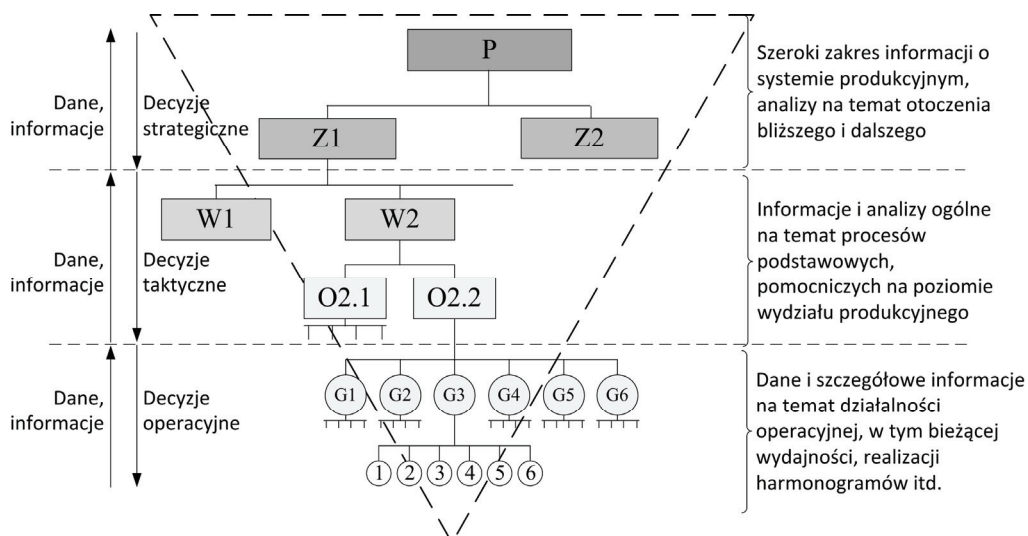 P
Z1
Z2
Dane,
informacje
Decyzje
strategiczne
Szeroki zakres informacji o
systemie produkcyjnym,
analizy na temat otoczenia
bliższego i dalszego
W1
W2
O2.1
O2.2
Dane,
informacje
Decyzje
taktyczne
Informacje i analizy ogólne
na temat procesów
podstawowych,
pomocniczych na poziomie
wydziału produkcyjnego
G1
G2
G3
G4
G5
G6
1
2
3
4
5
6
Dane,
informacje
Decyzje
operacyjne
Dane i szczegółowe informacje
na temat działalności
operacyjnej, w tym bieżącej
wydajności, realizacji
harmonogramów itd.